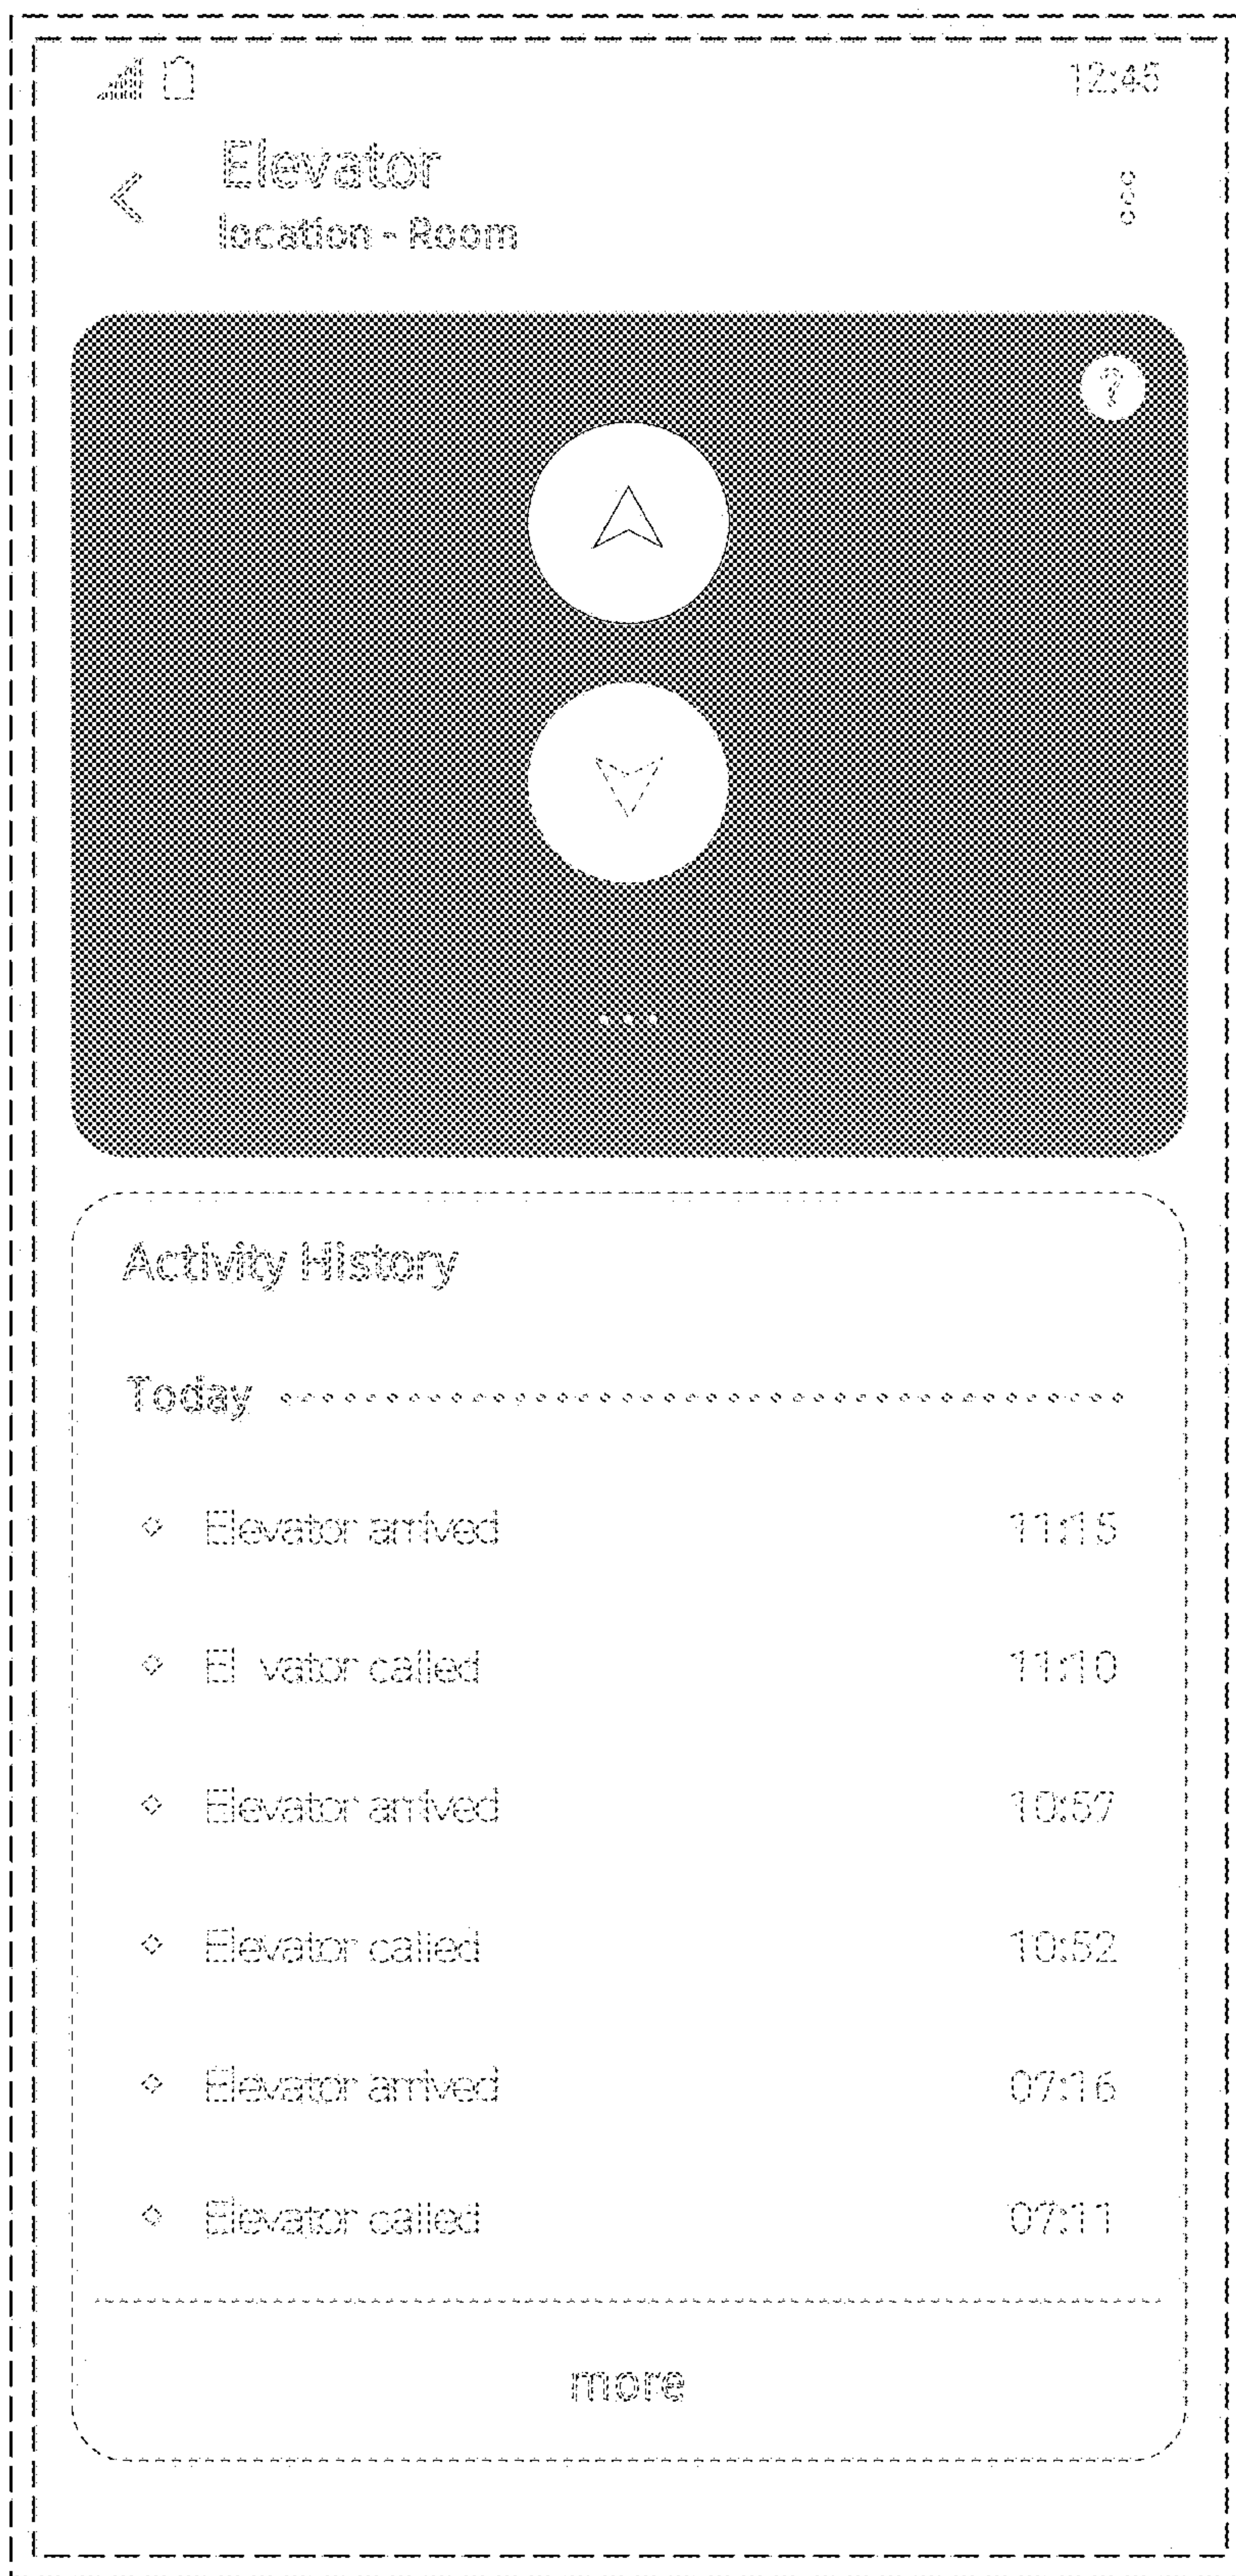 12:45
Elevator
location - Room
?
Activity History
Today
Elevator arrived 11:15
El vator called 11:10
Elevator arrived 10:57
Elevator called 10:52
Elevator arrived 07:16
Elevator called 07:11
more